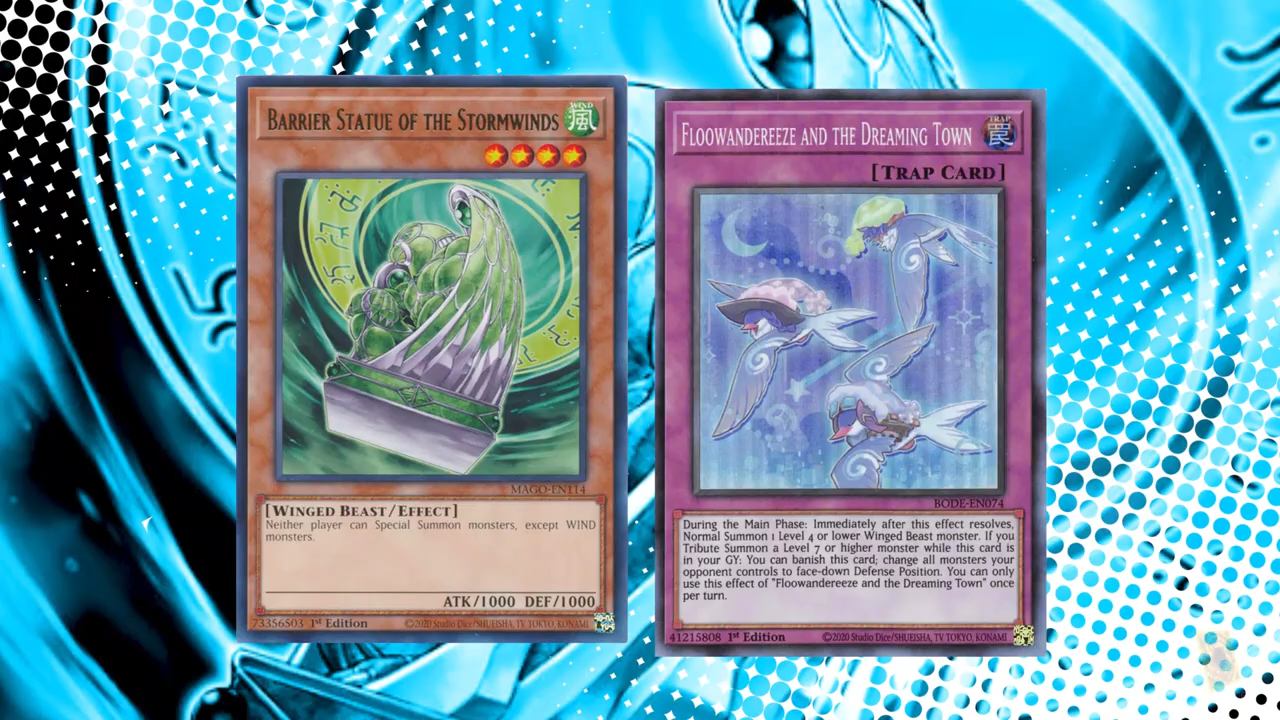 BARRIER STATUE OF THE STORMWINDS
WIND
風
MAGO-EN114
[WINGED BEAST/EFFECT]
Neither player can Special Summon monsters, except WIND
monsters.
ATK/1000 DEF/1000
73356503 1st Edition
©2020 Studio Dice/SHUEISHA, TV TOKYO, KONAMI
FLOOWANDEREEZE AND THE DREAMING TOWN
TRAP
罠
[TRAP CARD]
BODE-EN074
During the Main Phase: Immediately after this effect resolves,
Normal Summon 1 Level 4 or lower Winged Beast monster. If you
Tribute Summon a Level 7 or higher monster while this card is
in your GY: You can banish this card; change all monsters your
opponent controls to face-down Defense Position. You can only
use this effect of "Floowandereeze and the Dreaming Town" once
per turn.
41215808 1st Edition
©2020 Studio Dice/SHUEISHA, TV TOKYO, KONAMI